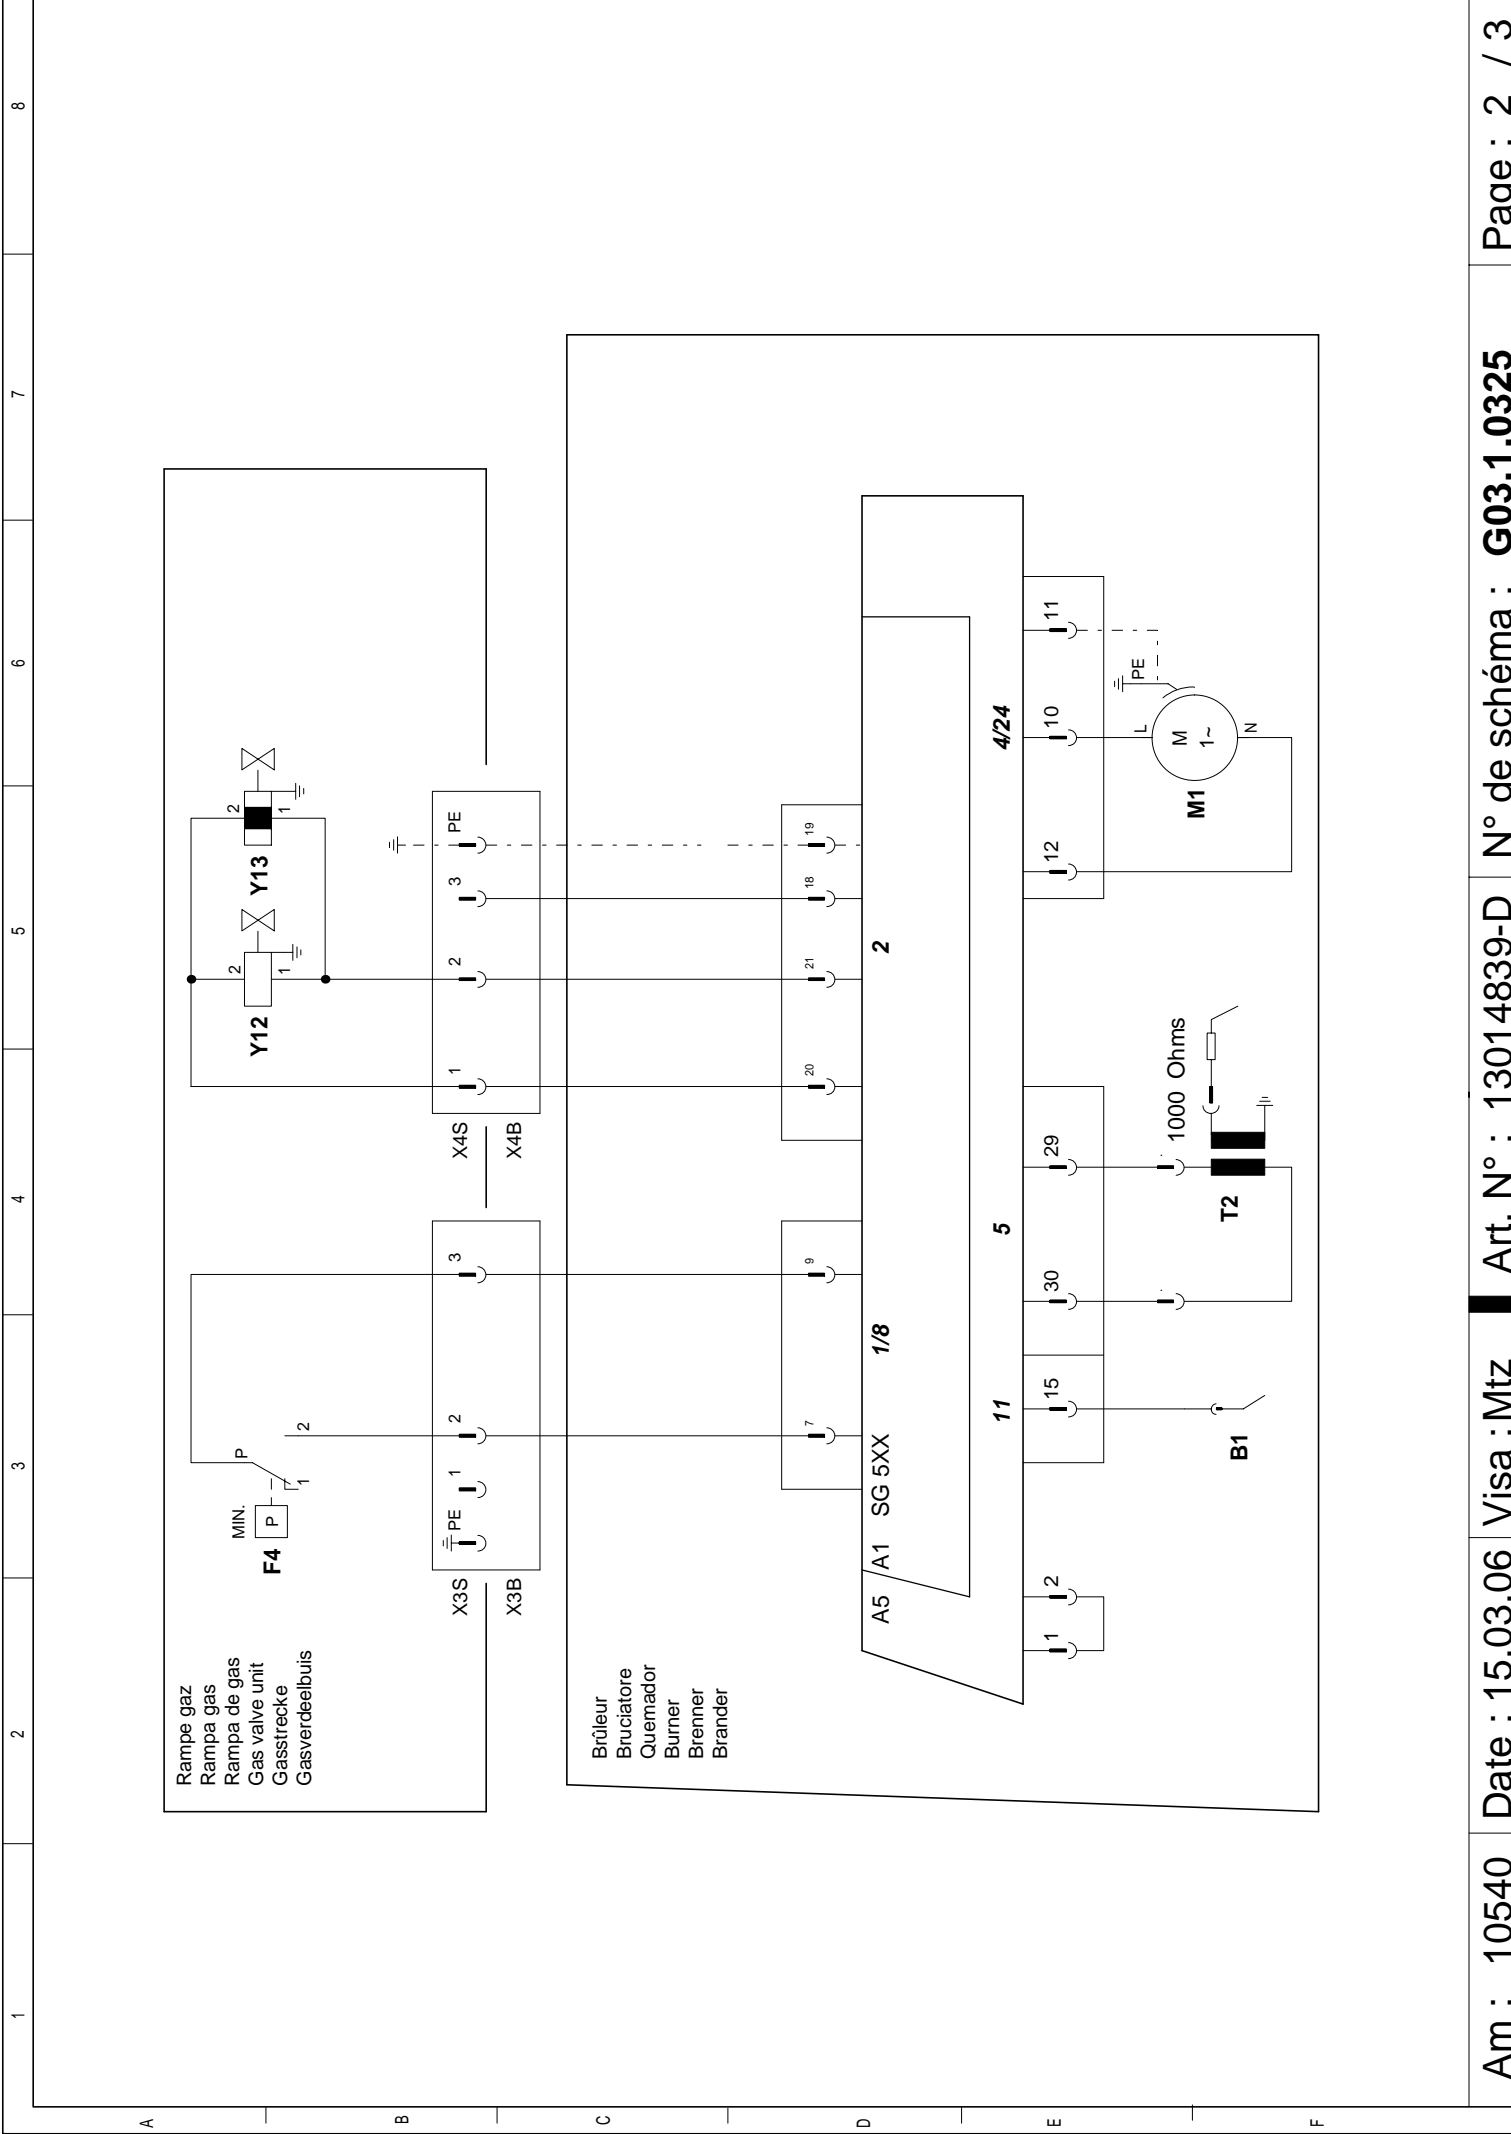 1 2 3 4 5 6 7 8
A
B
C
D
E
F
Rampe gaz
Rampa gas
Rampa de gas
Gas valve unit
Gasstrecke
Gasverdeelbuis
MIN.
P
F4
P
1
2
Y12
2
1
Y13
2
1
X3S
X3B
PE 1 2 3
X4S
X4B
1 2 3 PE
Brûleur
Bruciatore
Quemador
Burner
Brenner
Brander
7 9
20 21 18 19
A5 A1 SG 5XX 1/8 2
11 5 4/24
1 2
15 30 29
12 10 11
B1
T2
1000 Ohms
M1
M
1~
L
N
PE
Am : 10540 Date : 15.03.06 Visa : Mtz Art. N° : 13014839-D N° de schéma : G03.1.0325 Page : 2 / 3